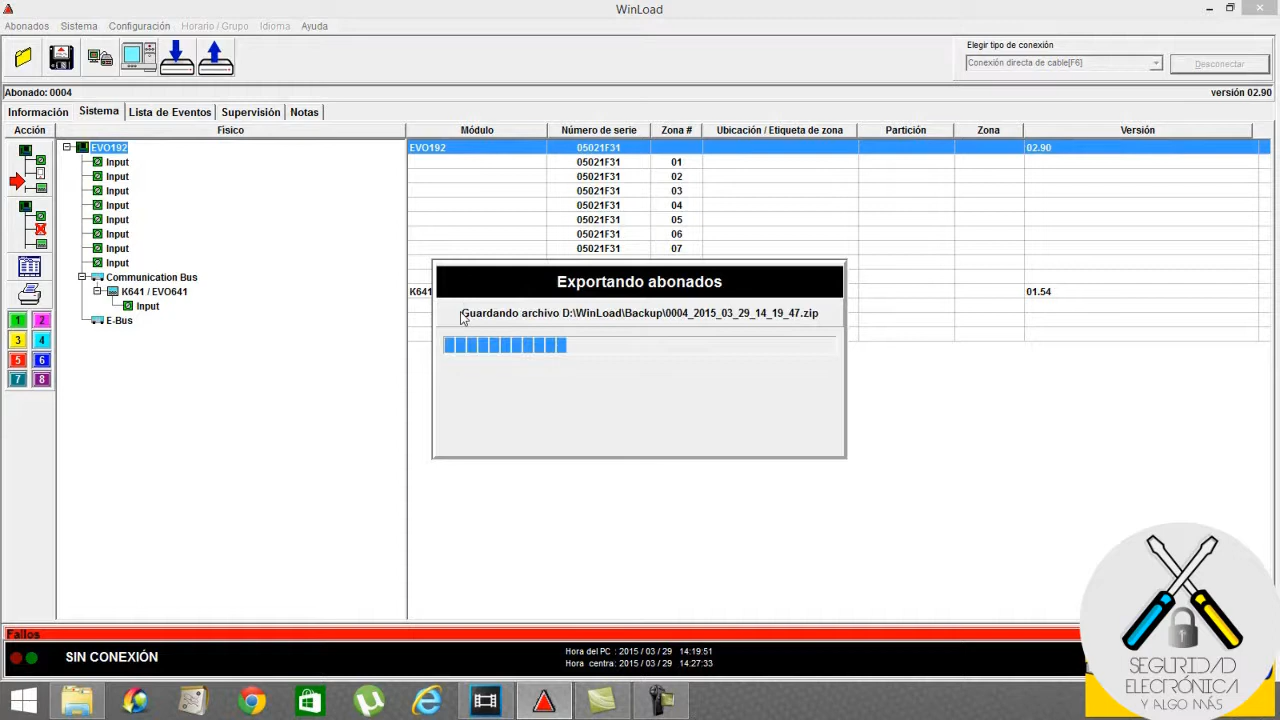 WinLoad
Abonados Sistema Configuración Horario / Grupo Idioma Ayuda
Elegir tipo de conexión
Conexión directa de cable[F6]
Desconectar
Abonado: 0004
versión 02.90
Información Sistema Lista de Eventos Supervisión Notas
Acción Físico Módulo Número de serie Zona # Ubicación / Etiqueta de zona Partición Zona Versión
EVO192 EVO192 05021F31 02.90
Input 05021F31 01
Input 05021F31 02
Input 05021F31 03
Input 05021F31 04
Input 05021F31 05
Input 05021F31 06
Input 05021F31 07
Input
Communication Bus
K641 / EVO641 K641 01.54
Input
E-Bus
1 2
3 4
5 6
7 8
Exportando abonados
Guardando archivo D:\WinLoad\Backup\0004_2015_03_29_14_19_47.zip
Fallos
SIN CONEXIÓN
Hora del PC : 2015 / 03 / 29 14:19:51
Hora centra: 2015 / 03 / 29 14:27:33
SEGURIDAD
ELECTRÓNICA
Y ALGO MÁS